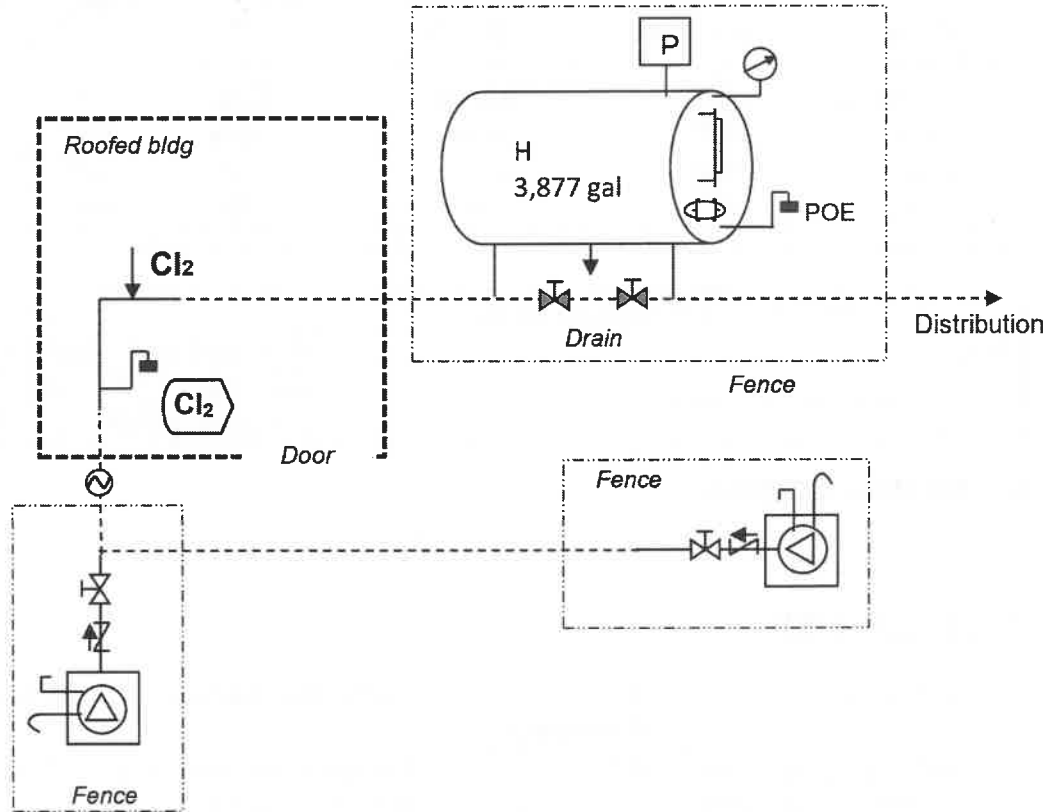 P
Roofed bldg
H
3,877 gal
POE
Cl₂
Distribution
Drain
Fence
Cl₂
Door
Fence
Fence